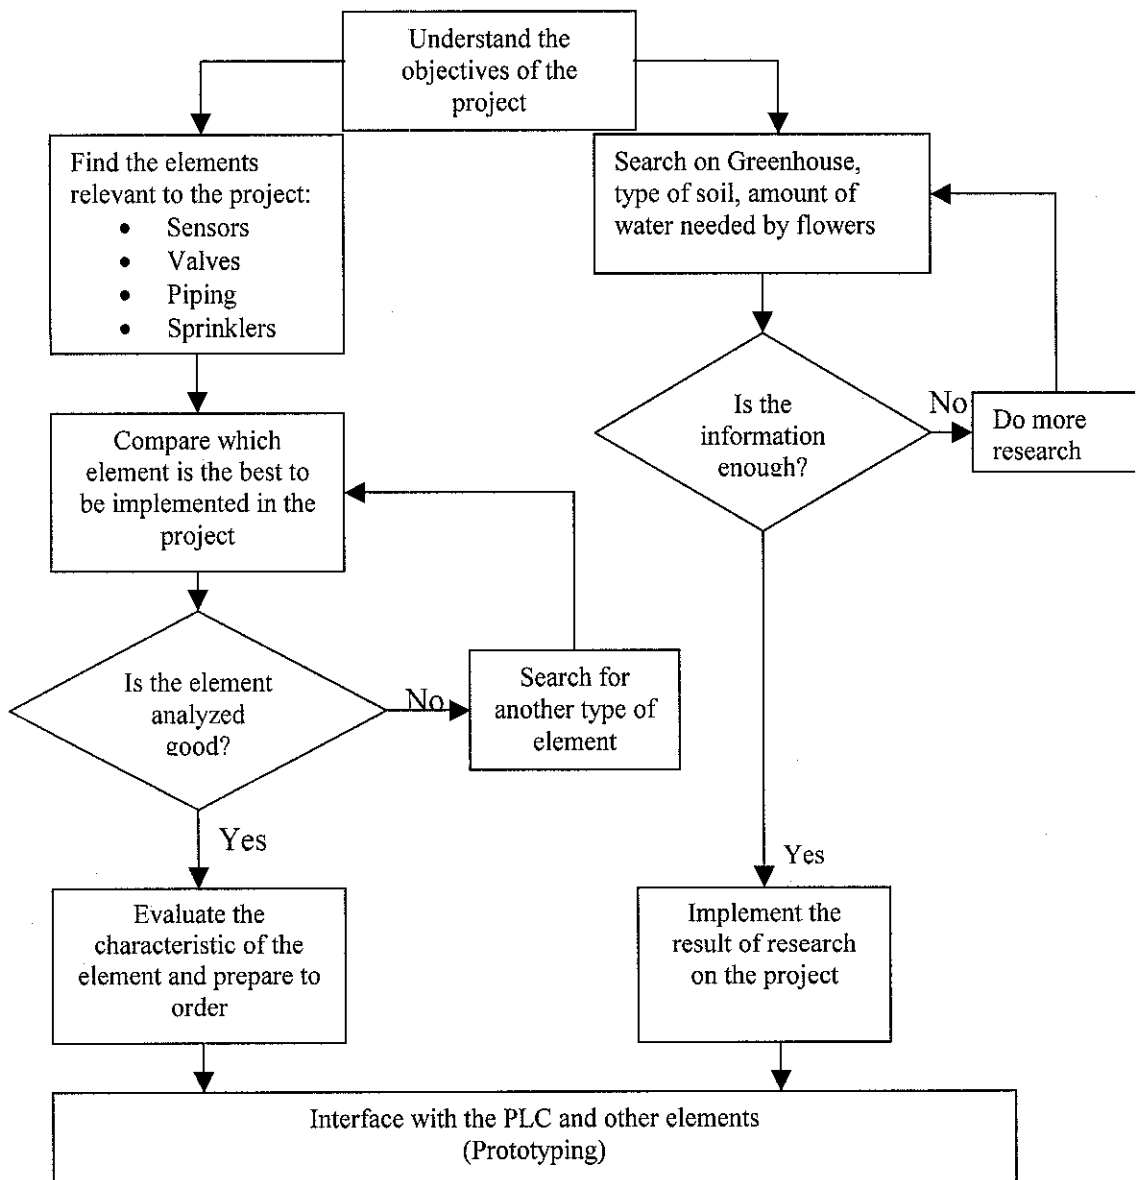 Understand the
objectives of the
project
Find the elements
relevant to the project:
• Sensors
• Valves
• Piping
• Sprinklers
Search on Greenhouse,
type of soil, amount of
water needed by flowers
Compare which
element is the best to
be implemented in the
project
Is the
information
enough?
No
Do more
research
Is the element
analyzed
good?
No
Search for
another type of
element
Yes
Yes
Evaluate the
characteristic of the
element and prepare to
order
Implement the
result of research
on the project
Interface with the PLC and other elements
(Prototyping)